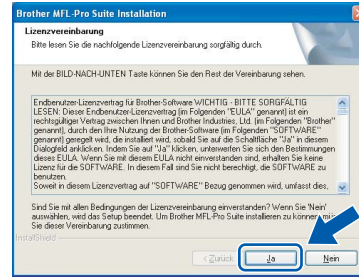 Brother MFL-Pro Suite Installation
Lizenzvereinbarung
Bitte lesen Sie die nachfolgende Lizenzvereinbarung sorgfältig durch.
Mit der BILD-NACH-UNTEN Taste können Sie den Rest der Vereinbarung sehen.
Endbenutzer-Lizenzvertrag für Brother-Software WICHTIG - BITTE SORGFÄLTIG
LESEN: Dieser Endbenutzer-Lizenzvertrag (im Folgenden "EULA" genannt) ist ein
rechtsgültiger Vertrag zwischen Ihnen und Brother Industries, Ltd. (im Folgenden "Brother"
genannt), durch den Ihre Nutzung der Brother-Software (im Folgenden "SOFTWARE"
genannt) geregelt wird, die installiert wird, sobald Sie auf die Schaltfläche "Ja" in diesem
Dialogfeld anklicken. Indem Sie auf "Ja" klicken, unterwerfen Sie sich den Bestimmungen
dieses EULA. Wenn Sie mit diesem EULA nicht einverstanden sind, erhalten Sie keine
Lizenz für die SOFTWARE. In diesem Fall sind Sie nicht berechtigt, die SOFTWARE zu
benutzen.
Soweit in diesem Lizenzvertrag auf "SOFTWARE" Bezug genommen wird, umfasst dies,
Sind Sie mit allen Bedingungen der Lizenzvereinbarung einverstanden? Wenn Sie 'Nein'
auswählen, wird das Setup beendet. Um Brother MFL-Pro Suite installieren zu können,
Sie dieser Vereinbarung zustimmen.
InstallShield
< Zurück
Ja
Nein